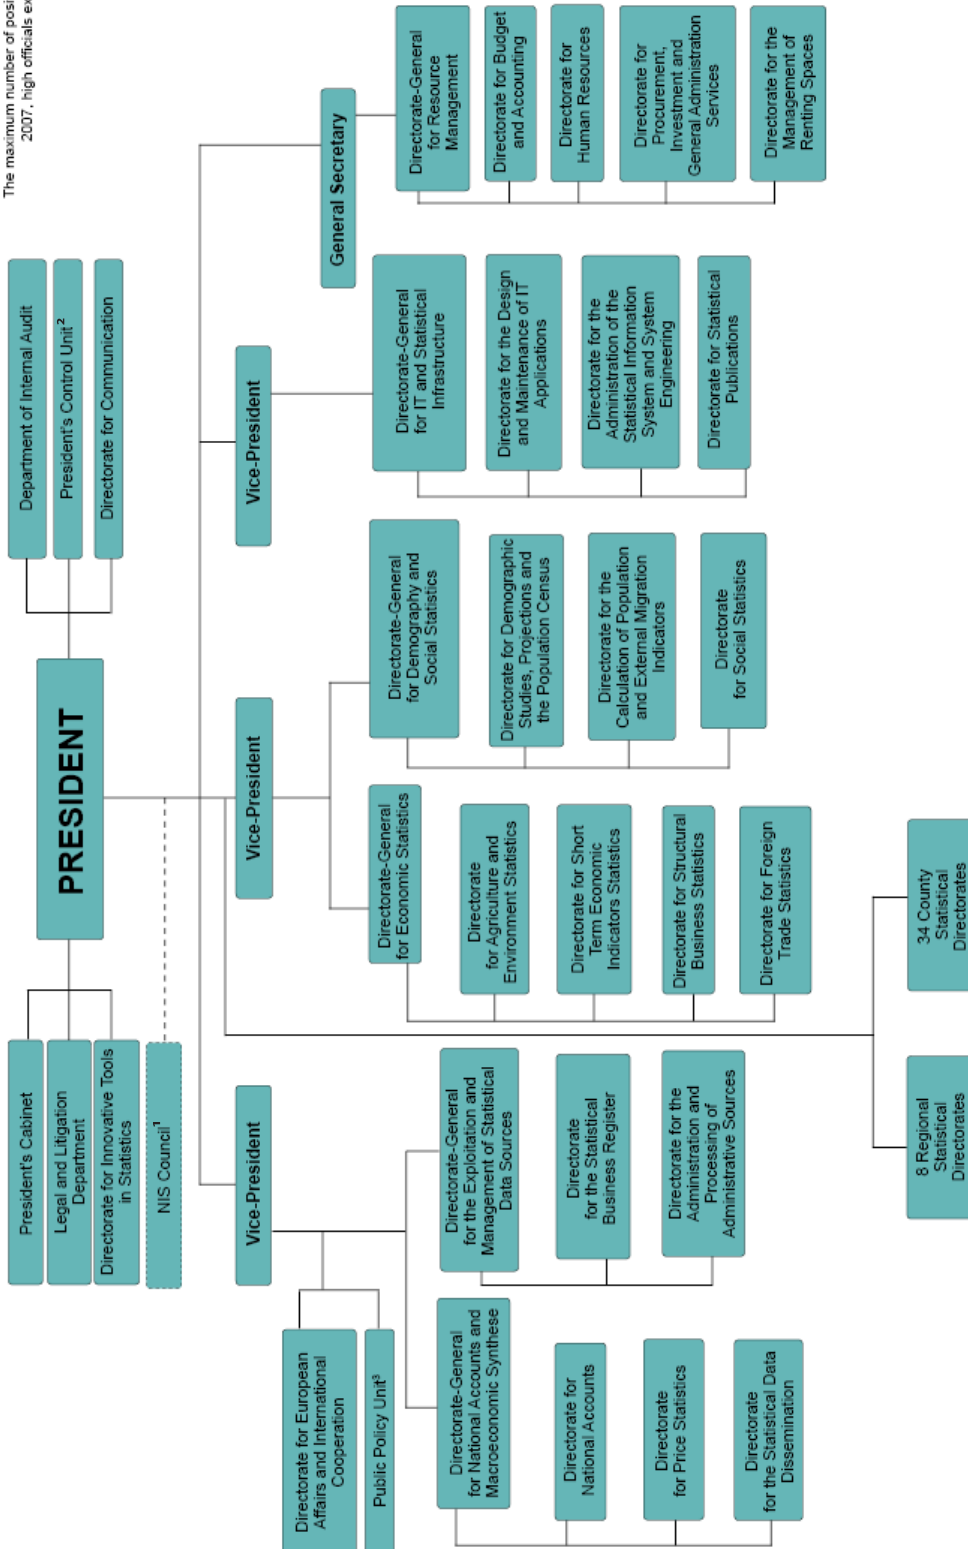 The maximum number of posi
2007, high officials ex
PRESIDENT
President's Cabinet
Legal and Litigation
Department
Directorate for Innovative Tools
in Statistics
NIS Council¹
Department of Internal Audit
President's Control Unit²
Directorate for Communication
Vice-President
Directorate for European
Affairs and International
Cooperation
Public Policy Unit³
Directorate-General
for National Accounts and
Macroeconomic Synthese
Directorate for
National Accounts
Directorate
for Price Statistics
Directorate
for the Statistical Data
Dissemination
Directorate-General
for the Exploitation and
Management of Statistical
Data Sources
Directorate
for the Statistical
Business Register
Directorate for the
Administration and
Processing of
Administrative Sources
Vice-President
Directorate-General
for Economic Statistics
Directorate
for Agriculture and
Environment Statistics
Directorate for Short
Term Economic
Indicators Statistics
Directorate for Structural
Business Statistics
Directorate for Foreign
Trade Statistics
Directorate-General
for Demography and
Social Statistics
Directorate for Demographic
Studies, Projections and
the Population Census
Directorate for the
Calculation of Population
and External Migration
Indicators
Directorate
for Social Statistics
Vice-President
Directorate-General
for IT and Statistical
Infrastructure
Directorate for the Design
and Maintenance of IT
Applications
Directorate for the
Administration of the
Statistical Information
System and System
Engineering
Directorate for Statistical
Publications
General Secretary
Directorate-General
for Resource
Management
Directorate for Budget
and Accounting
Directorate for
Human Resources
Directorate for
Procurement,
Investment and
General Administration
Services
Directorate for the
Management of
Renting Spaces
8 Regional
Statistical
Directorates
34 County
Statistical
Directorates